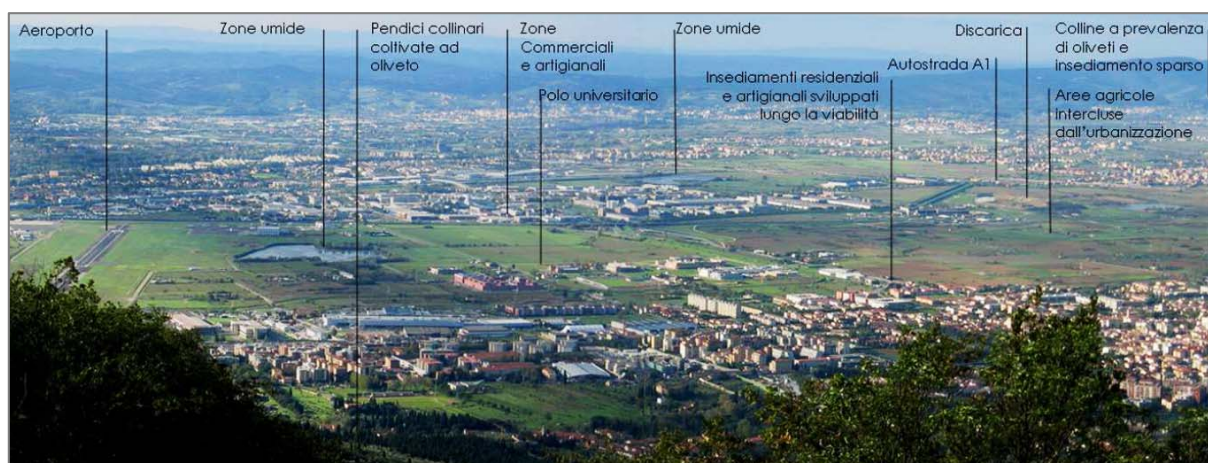 Aeroporto
Zone umide
Pendici collinari
coltivate ad
oliveto
Zone
Commerciali
e artigianali
Polo universitario
Zone umide
Insediamenti residenziali
e artigianali sviluppati
lungo la viabilità
Autostrada A1
Discarica
Colline a prevalenza
di oliveti e
insediamento sparso
Aree agricole
Intercluse
dall'urbanizzazione